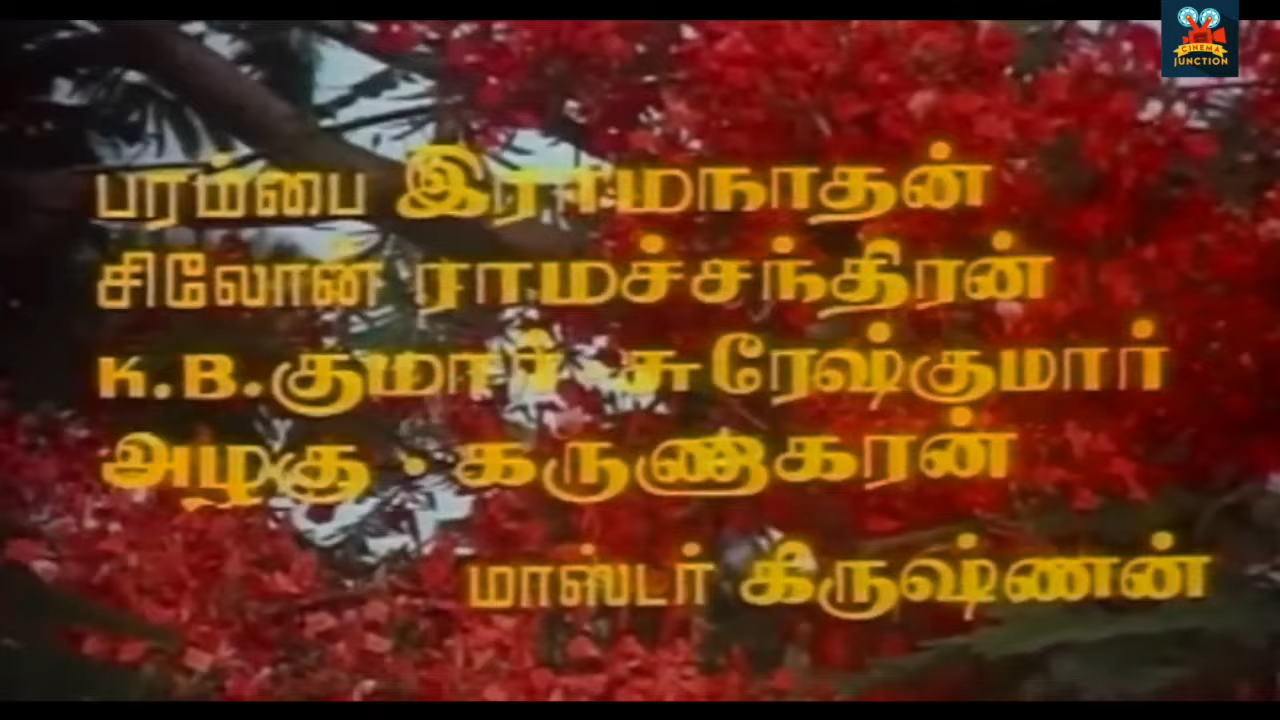 CINEMA
JUNCTION
பரம்பை இராமநாதன்
சிலோன் ராமச்சந்திரன்
K.B.குமார் . சுரேஷ்குமார்
அழகு . கருணாகரன்
மாஸ்டர் கிருஷ்ணன்